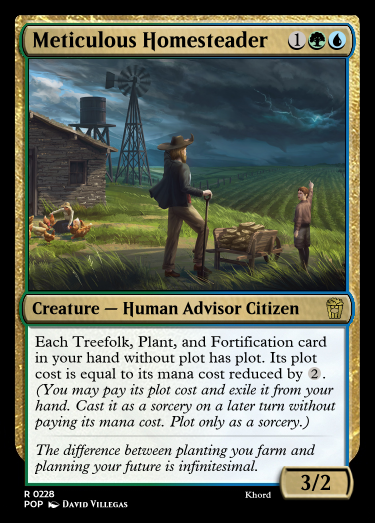 Meticulous Homesteader 1
Creature — Human Advisor Citizen
Each Treefolk, Plant, and Fortification card
in your hand without plot has plot. Its plot
cost is equal to its mana cost reduced by 2.
(You may pay its plot cost and exile it from your
hand. Cast it as a sorcery on a later turn without
paying its mana cost. Plot only as a sorcery.)
The difference between planting you farm and
planning your future is infinitesimal.
3/2
R 0228
POP DAVID VILLEGAS
Khord